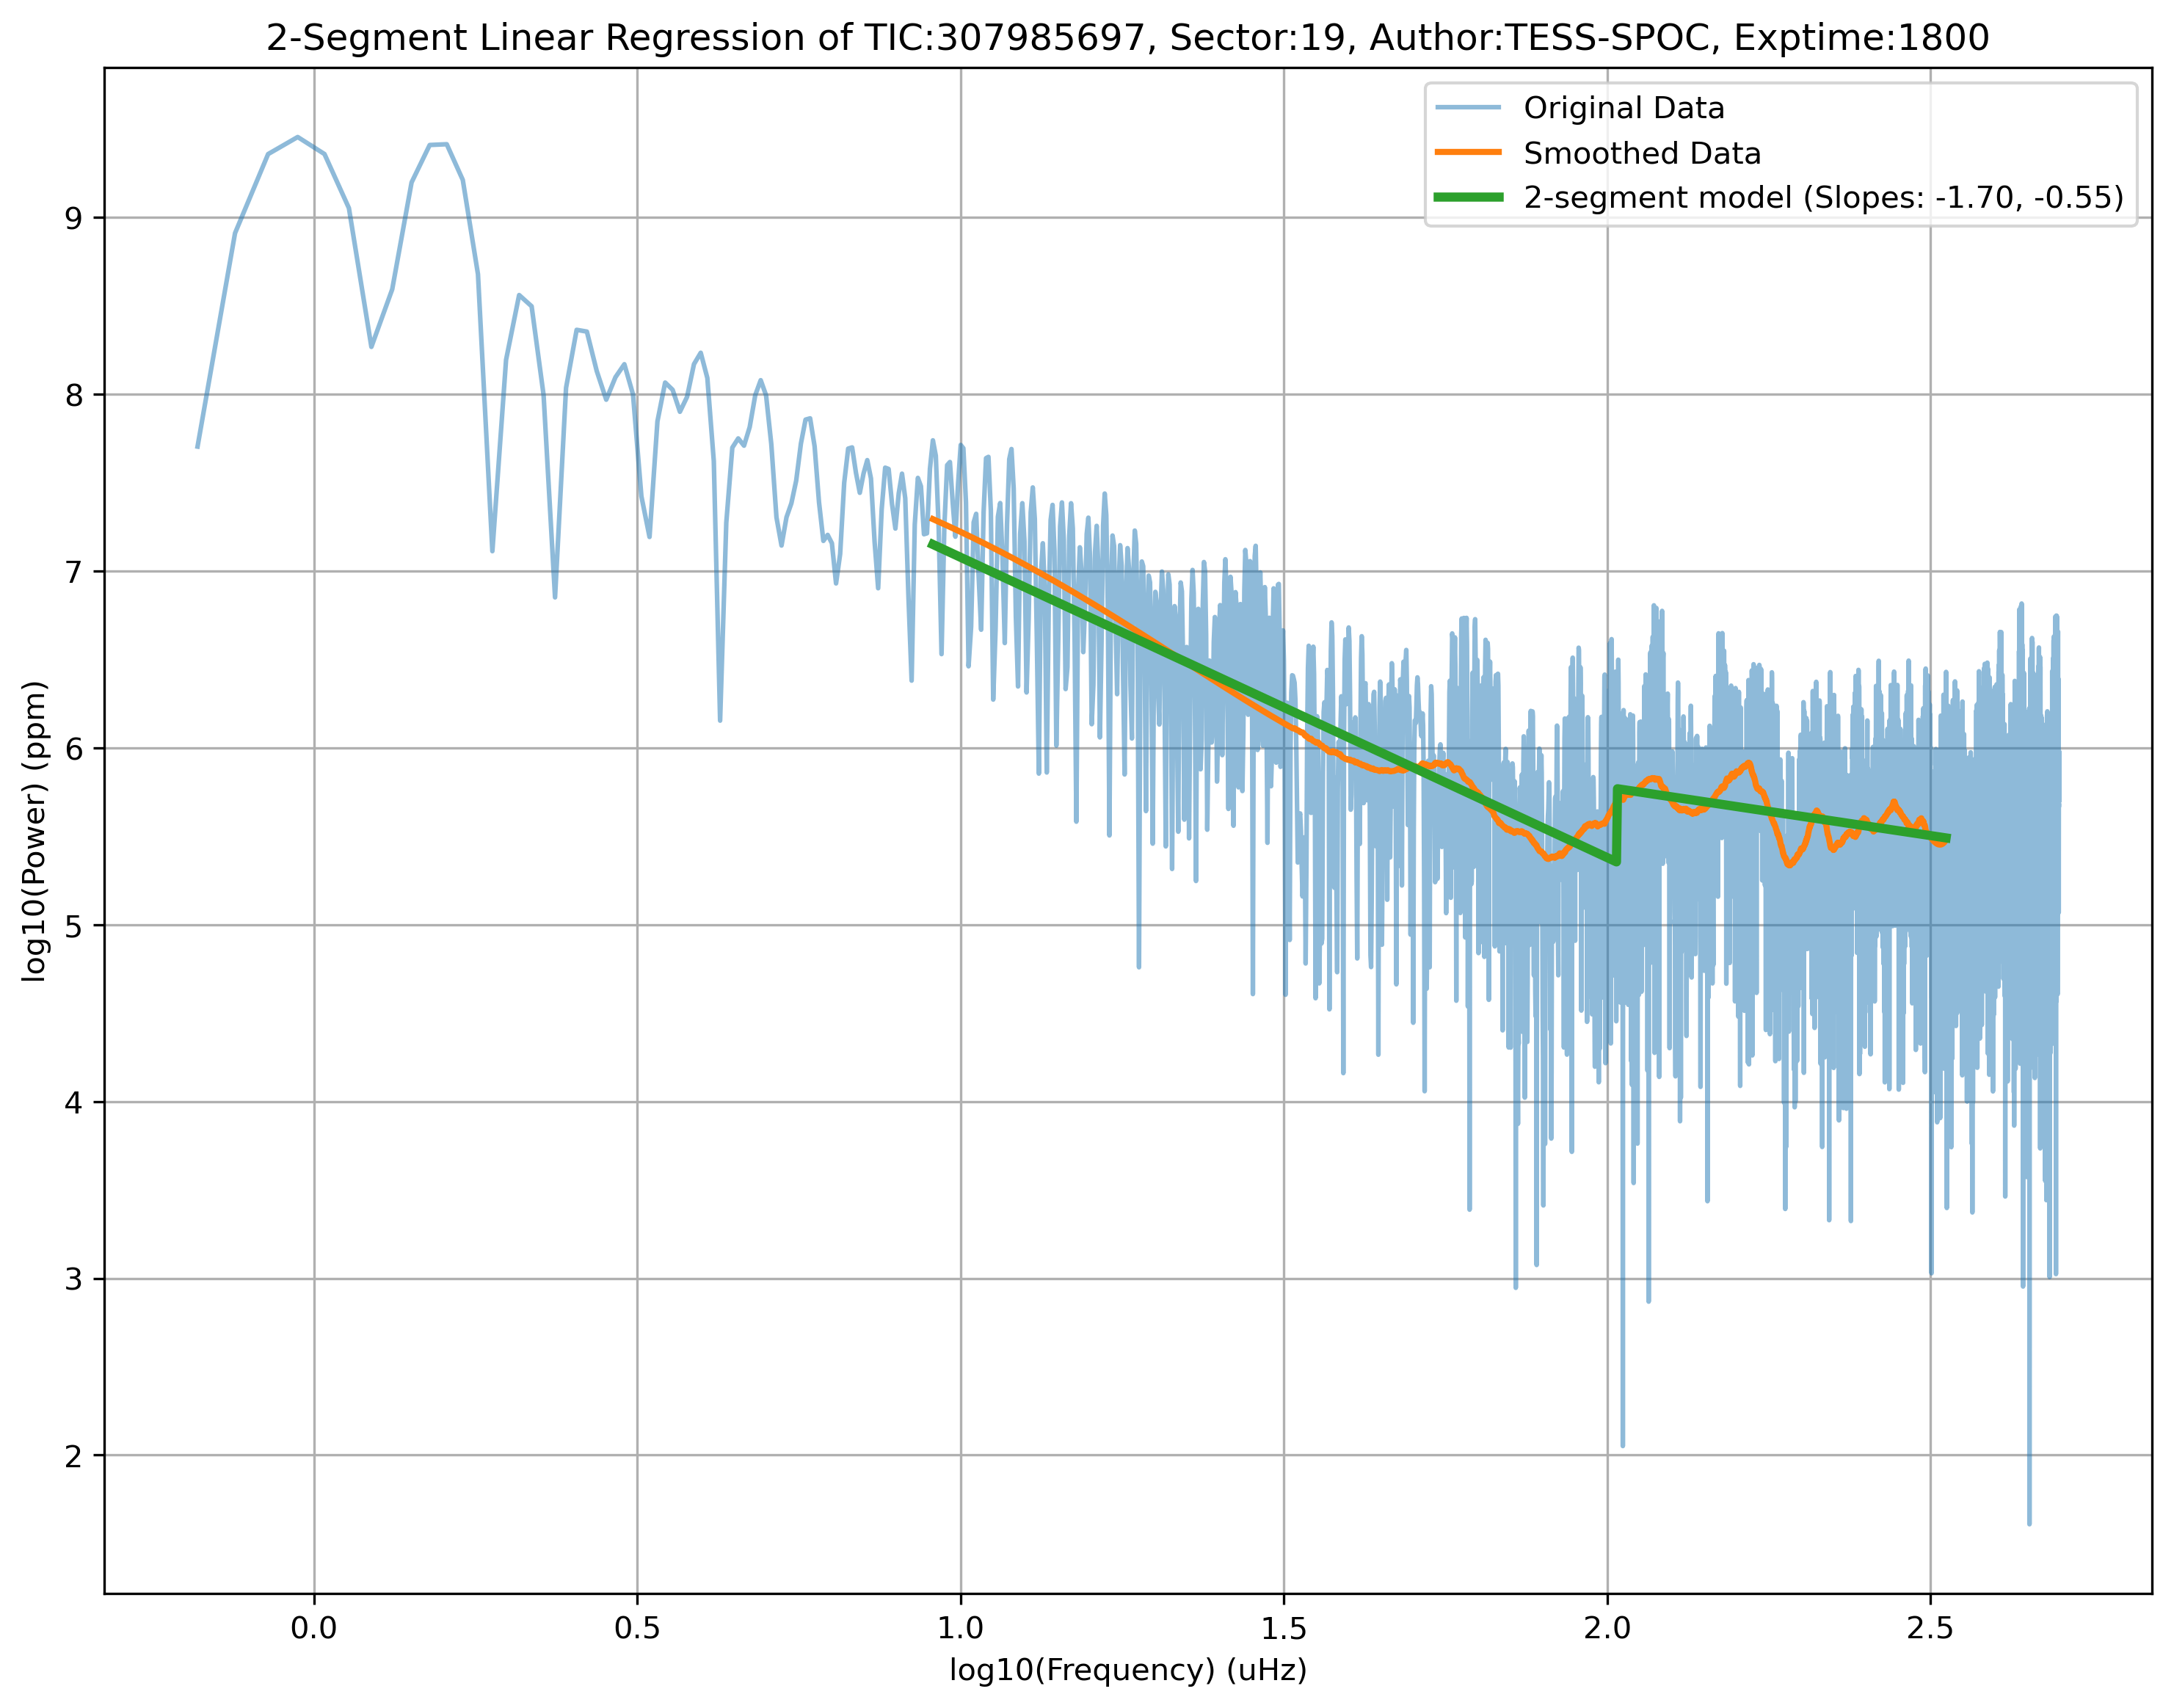 2-Segment Linear Regression of TIC:307985697, Sector:19, Author:TESS-SPOC, Exptime:1800
Original Data
Smoothed Data
2-segment model (Slopes: -1.70, -0.55)
log10(Power) (ppm)
9
8
7
6
5
4
3
2
0.0 0.5 1.0 1.5 2.0 2.5
log10(Frequency) (uHz)